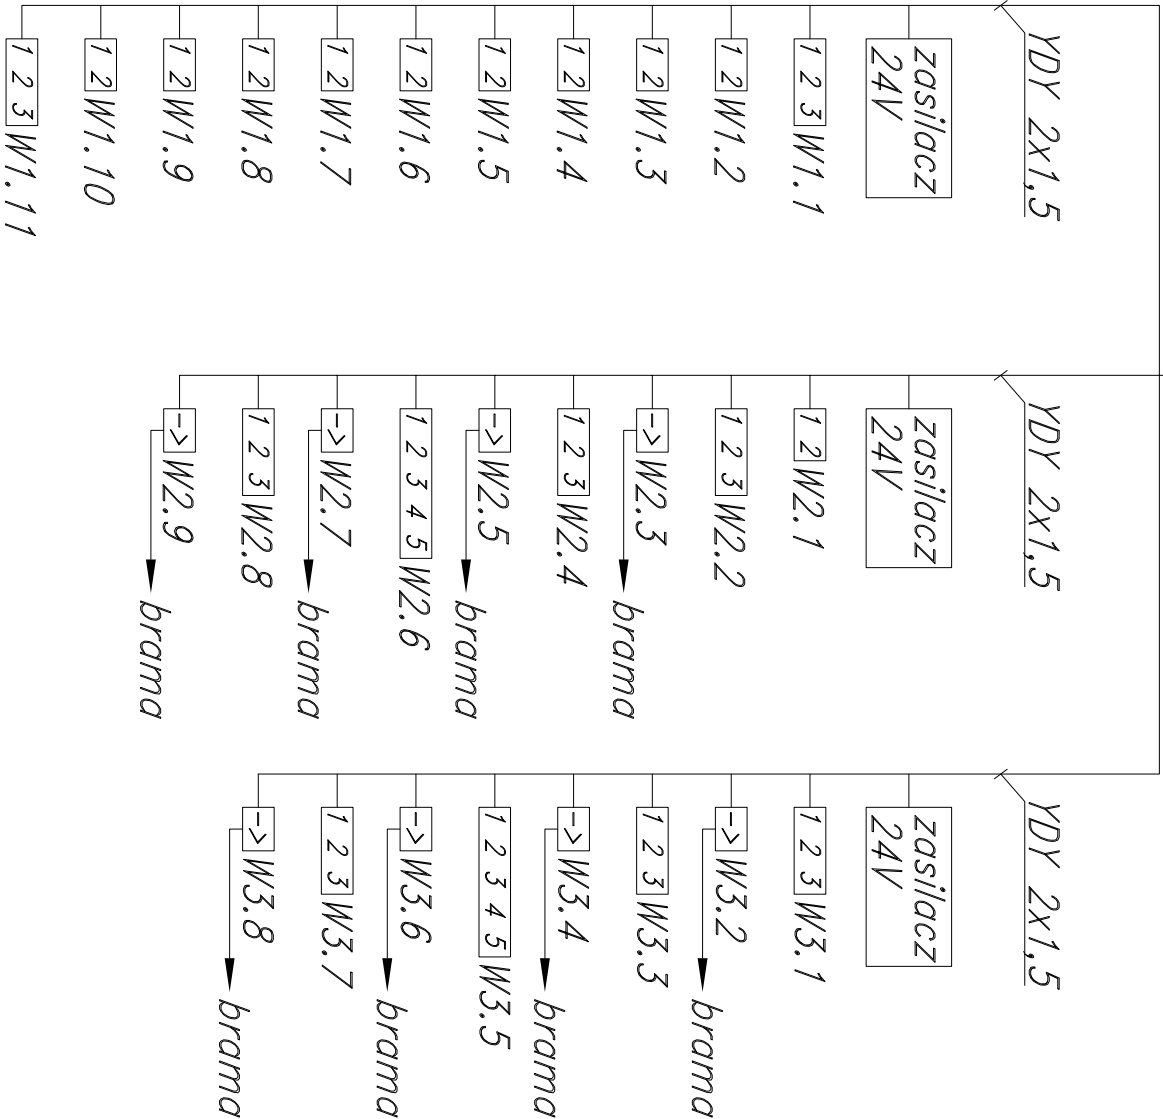 YDY 2x1,5
zasilacz
24V
1 2 3 W1.1
1 2 W1.2
1 2 W1.3
1 2 W1.4
1 2 W1.5
1 2 W1.6
1 2 W1.7
1 2 W1.8
1 2 W1.9
1 2 W1.10
1 2 3 W1.11
YDY 2x1,5
zasilacz
24V
1 2 W2.1
1 2 3 W2.2
-> W2.3
brama
1 2 3 W2.4
-> W2.5
brama
1 2 3 4 5 W2.6
-> W2.7
brama
1 2 3 W2.8
-> W2.9
brama
YDY 2x1,5
zasilacz
24V
1 2 3 W3.1
-> W3.2
brama
1 2 3 W3.3
-> W3.4
brama
1 2 3 4 5 W3.5
-> W3.6
brama
1 2 3 W3.7
-> W3.8
brama